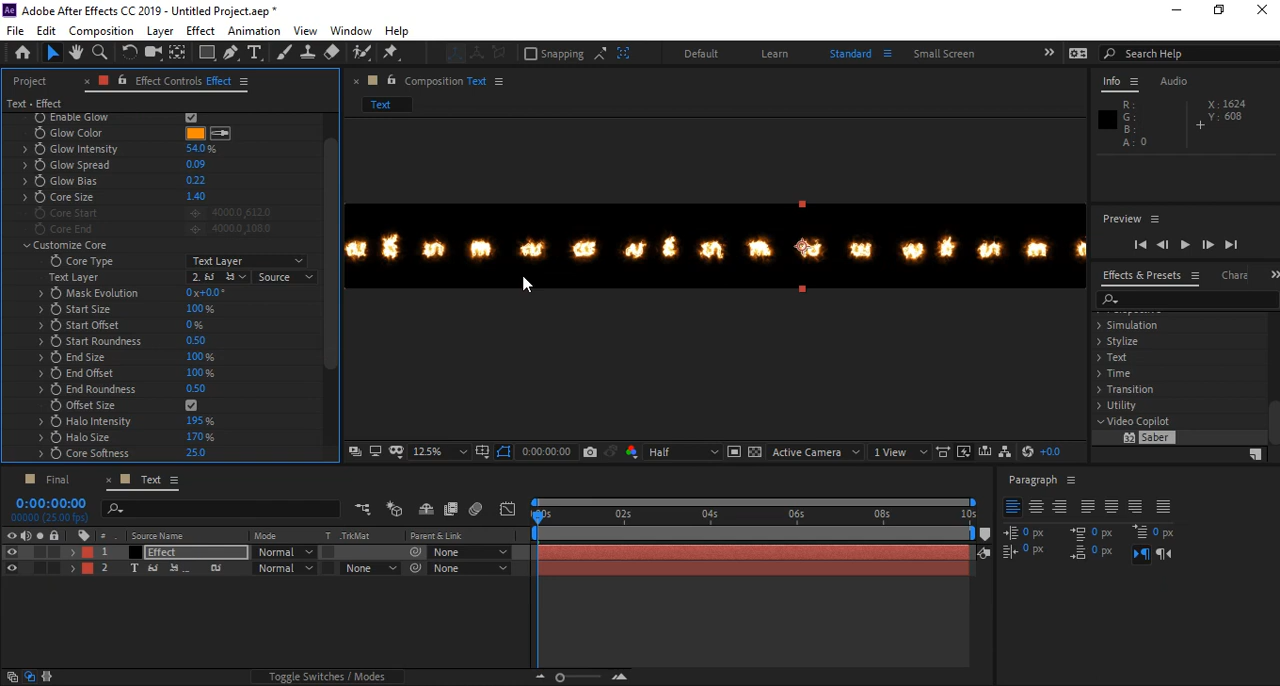 Adobe After Effects CC 2019 - Untitled Project.aep *
File Edit Composition Layer Effect Animation View Window Help
Snapping Default Learn Standard Small Screen Search Help
Project Effect Controls Effect Composition Text Info Audio
Text • Effect Text
Enable Glow
Glow Color
Glow Intensity 54.0 %
Glow Spread 0.09
Glow Bias 0.22
Core Size 1.40
Core Start 4000.0,612.0
Core End 4000.0,108.0
Customize Core
Core Type Text Layer
Text Layer 2. Source
Mask Evolution 0x+0.0°
Start Size 100 %
Start Offset 0 %
Start Roundness 0.50
End Size 100 %
End Offset 100 %
End Roundness 0.50
Offset Size
Halo Intensity 195 %
Halo Size 170 %
Core Softness 25.0
R: X: 1624
G: Y: 608
B:
A: 0
Preview
Effects & Presets Chara
Simulation
Stylize
Text
Time
Transition
Utility
Video Copilot
Saber
12.5% 0:00:00:00 Half Active Camera 1 View +0.0
Final Text Paragraph
0:00:00:00
00000 (25.00 fps)
:00s 02s 04s 06s 08s 10s
# Source Name Mode T .TrkMat Parent & Link
1 Effect Normal None
2 T Normal None None
0 px 0 px 0 px
0 px 0 px
Toggle Switches / Modes